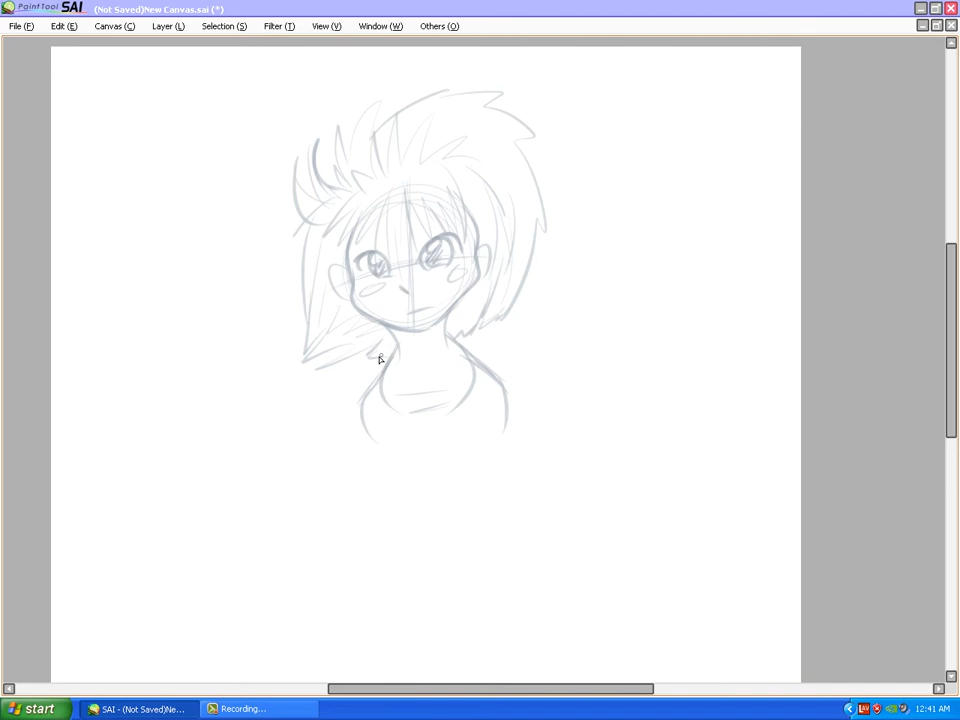 PaintTool SAI (Not Saved)New Canvas.sai (*)
File (F) Edit (E) Canvas (C) Layer (L) Selection (S) Filter (T) View (V) Window (W) Others (O)
start SAI - (Not Saved)Ne... Recording... 12:41 AM